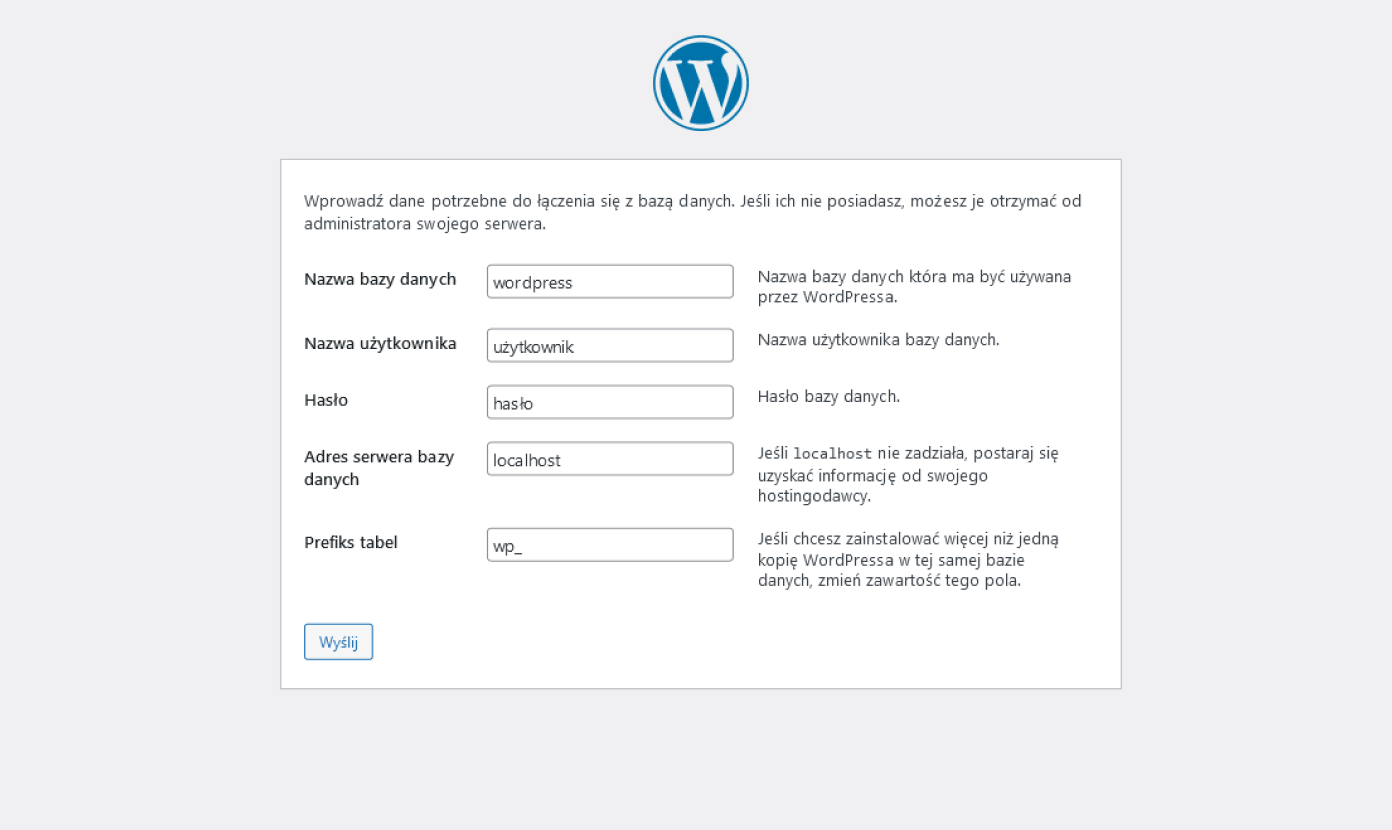 Wprowadź dane potrzebne do łączenia się z bazą danych. Jeśli ich nie posiadasz, możesz je otrzymać od
administratora swojego serwera.
Nazwa bazy danych
wordpress
Nazwa bazy danych która ma być używana
przez WordPressa.
Nazwa użytkownika
użytkownik
Nazwa użytkownika bazy danych.
Hasło
hasło
Hasło bazy danych.
Adres serwera bazy
danych
localhost
Jeśli localhost nie zadziała, postaraj się
uzyskać informację od swojego
hostingodawcy.
Prefiks tabel
wp_
Jeśli chcesz zainstalować więcej niż jedną
kopię WordPressa w tej samej bazie
danych, zmień zawartość tego pola.
Wyślij